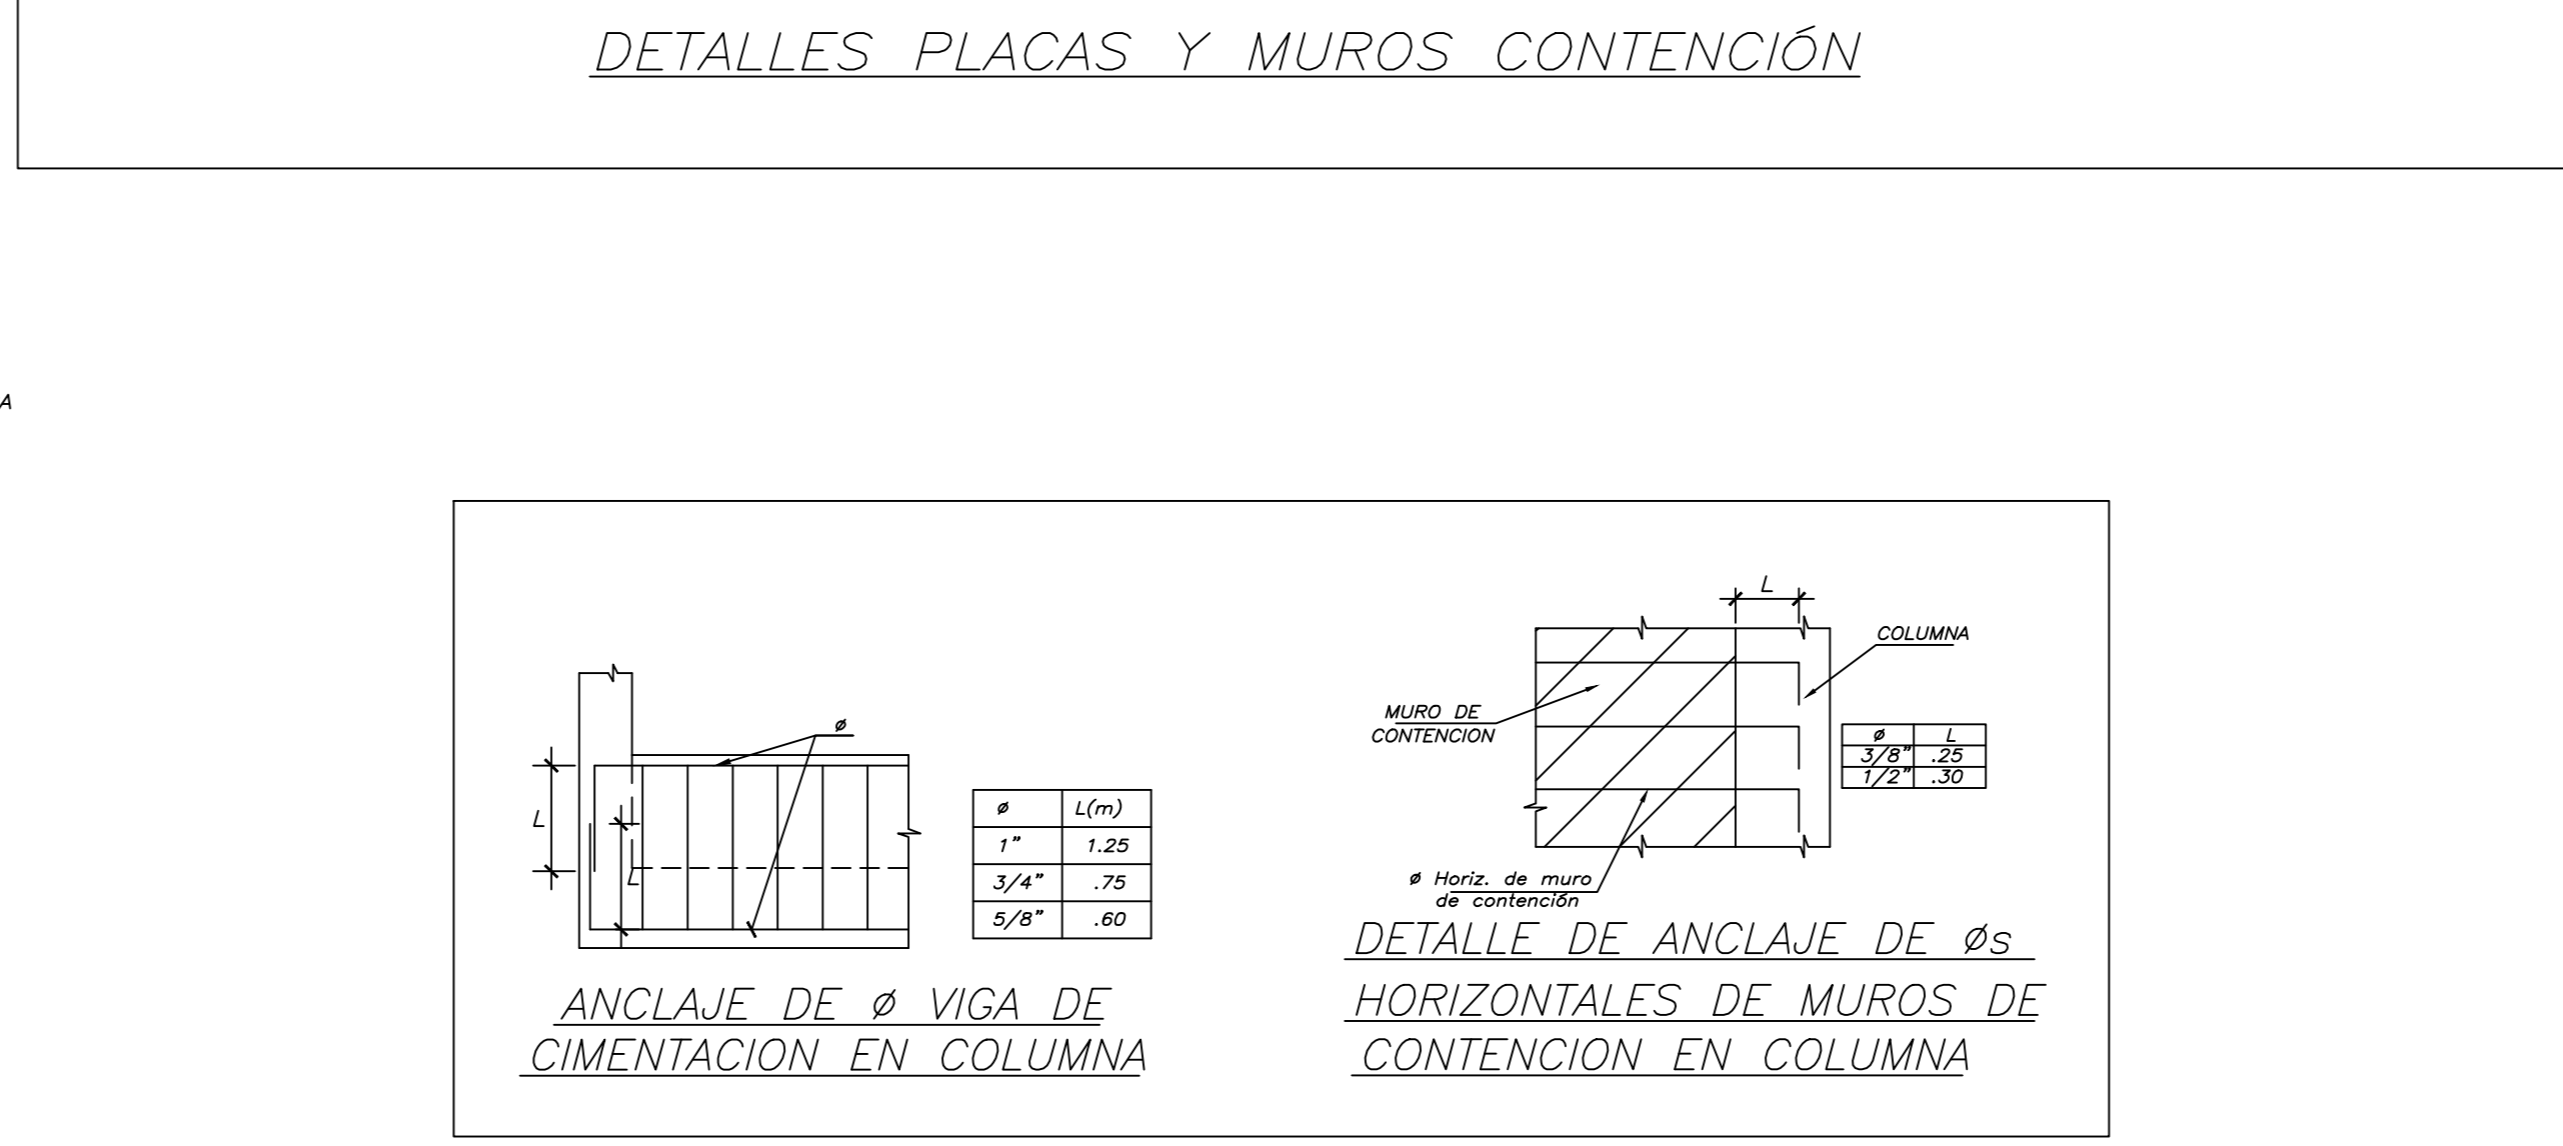 DETALLES PLACAS Y MUROS CONTENCIÓN
A
L
L
ø
ø L(m)
1" 1.25
3/4" .75
5/8" .60
ANCLAJE DE ø VIGA DE
CIMENTACION EN COLUMNA
L
COLUMNA
MURO DE
CONTENCION
ø L
3/8" .25
1/2" .30
ø Horiz. de muro
de contención
DETALLE DE ANCLAJE DE øs
HORIZONTALES DE MUROS DE
CONTENCION EN COLUMNA